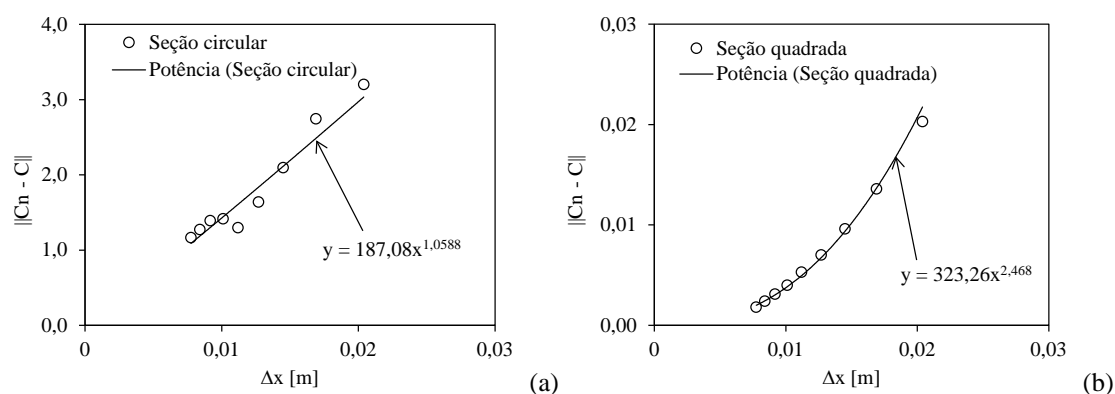 4,0
3,0
2,0
1,0
0,0
||Cn - C||
Seção circular
Potência (Seção circular)
y = 187,08x^1,0588
0
0,01
0,02
0,03
Δx [m]
(a)
0,03
0,02
0,01
0,00
||Cn - C||
Seção quadrada
Potência (Seção quadrada)
y = 323,26x^2,468
0
0,01
0,02
0,03
Δx [m]
(b)